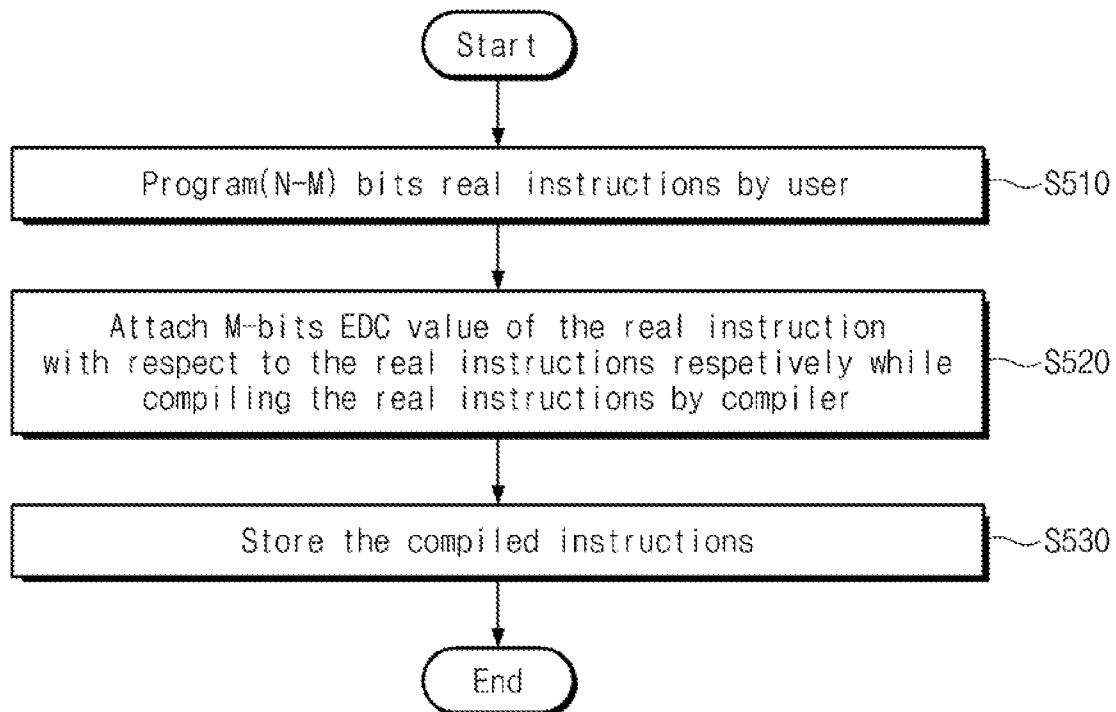 Start
Program(N-M) bits real instructions by user
S510
Attach M-bits EDC value of the real instruction
with respect to the real instructions respetively while
compiling the real instructions by compiler
S520
Store the compiled instructions
S530
End